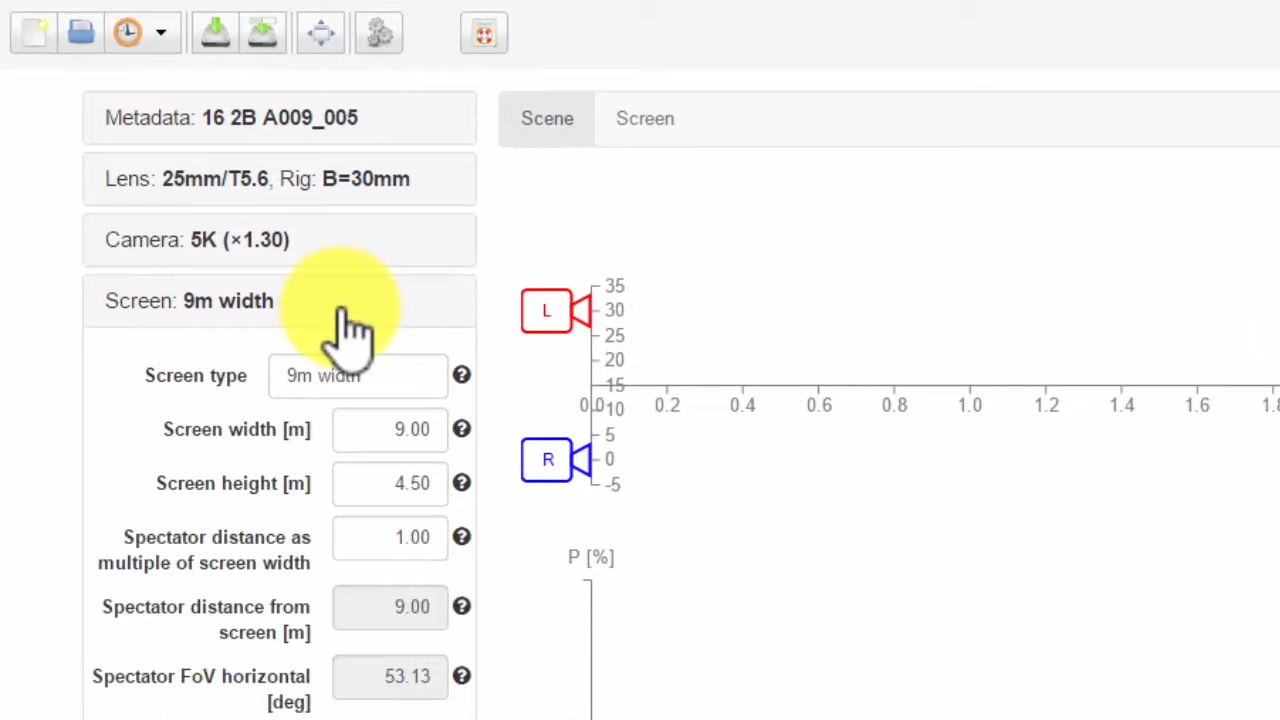 Metadata: 16 2B A009_005
Lens: 25mm/T5.6, Rig: B=30mm
Camera: 5K (×1.30)
Screen: 9m width
Screen type 9m width
Screen width [m] 9.00
Screen height [m] 4.50
Spectator distance as
multiple of screen width 1.00
Spectator distance from
screen [m] 9.00
Spectator FoV horizontal
[deg] 53.13
Scene Screen
35
L 30
25
20
15
0.0 0.2 0.4 0.6 0.8 1.0 1.2 1.4 1.6 1.8
10
5
R 0
-5
P [%]